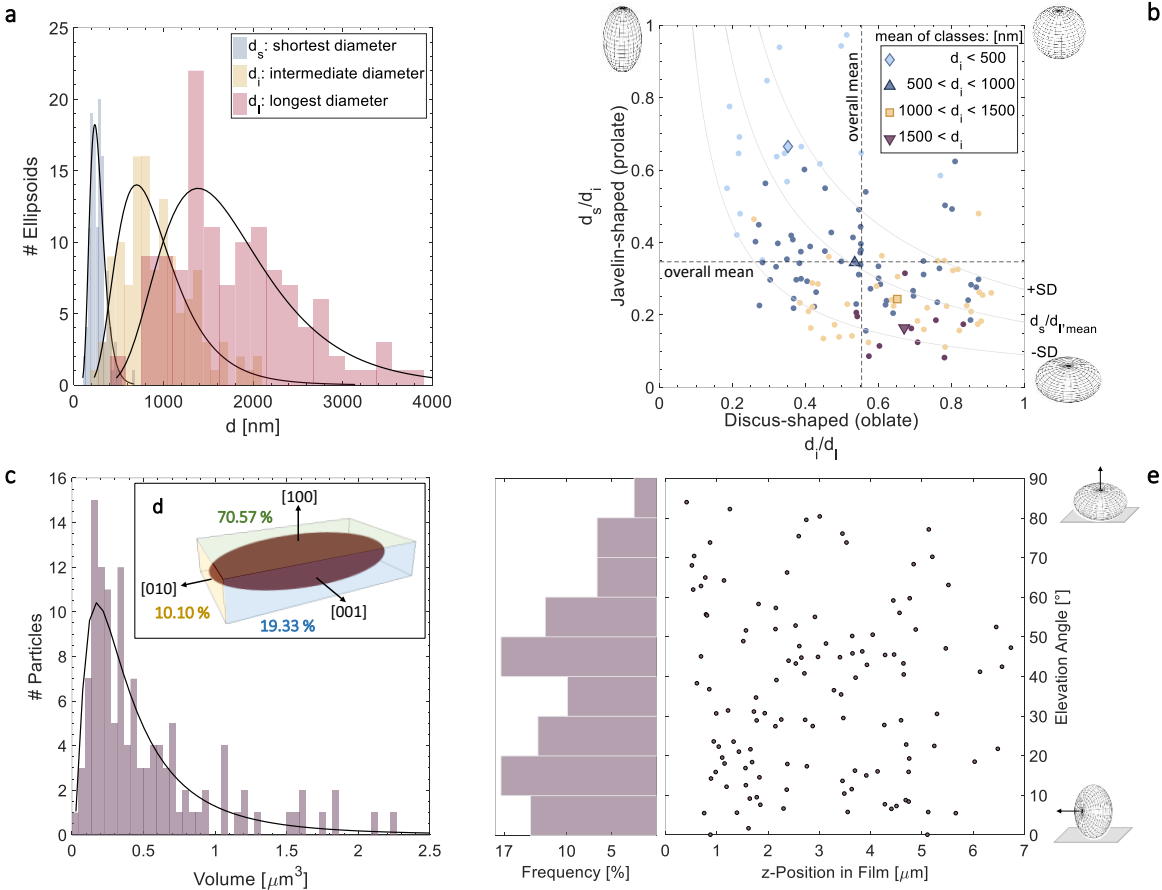 a
25
20
15
10
5
0
# Ellipsoids
ds: shortest diameter
di: intermediate diameter
dl: longest diameter
0
1000
2000
3000
4000
d [nm]
b
1
0.8
0.6
0.4
0.2
0
ds/di
Javelin-shaped (prolate)
mean of classes: [nm]
di < 500
500 < di < 1000
1000 < di < 1500
1500 < di
overall mean
overall mean
+SD
ds/dl'mean
-SD
0
0.2
0.4
0.6
0.8
1
Discus-shaped (oblate)
di/dl
c
16
14
12
10
8
6
4
2
0
# Particles
d
[100]
70.57 %
[010]
10.10 %
[001]
19.33 %
0
0.5
1
1.5
2
2.5
Volume [μm³]
17
10
0
Frequency [%]
e
90
80
70
60
50
40
30
20
10
0
Elevation Angle [°]
0
1
2
3
4
5
6
7
z-Position in Film [μm]